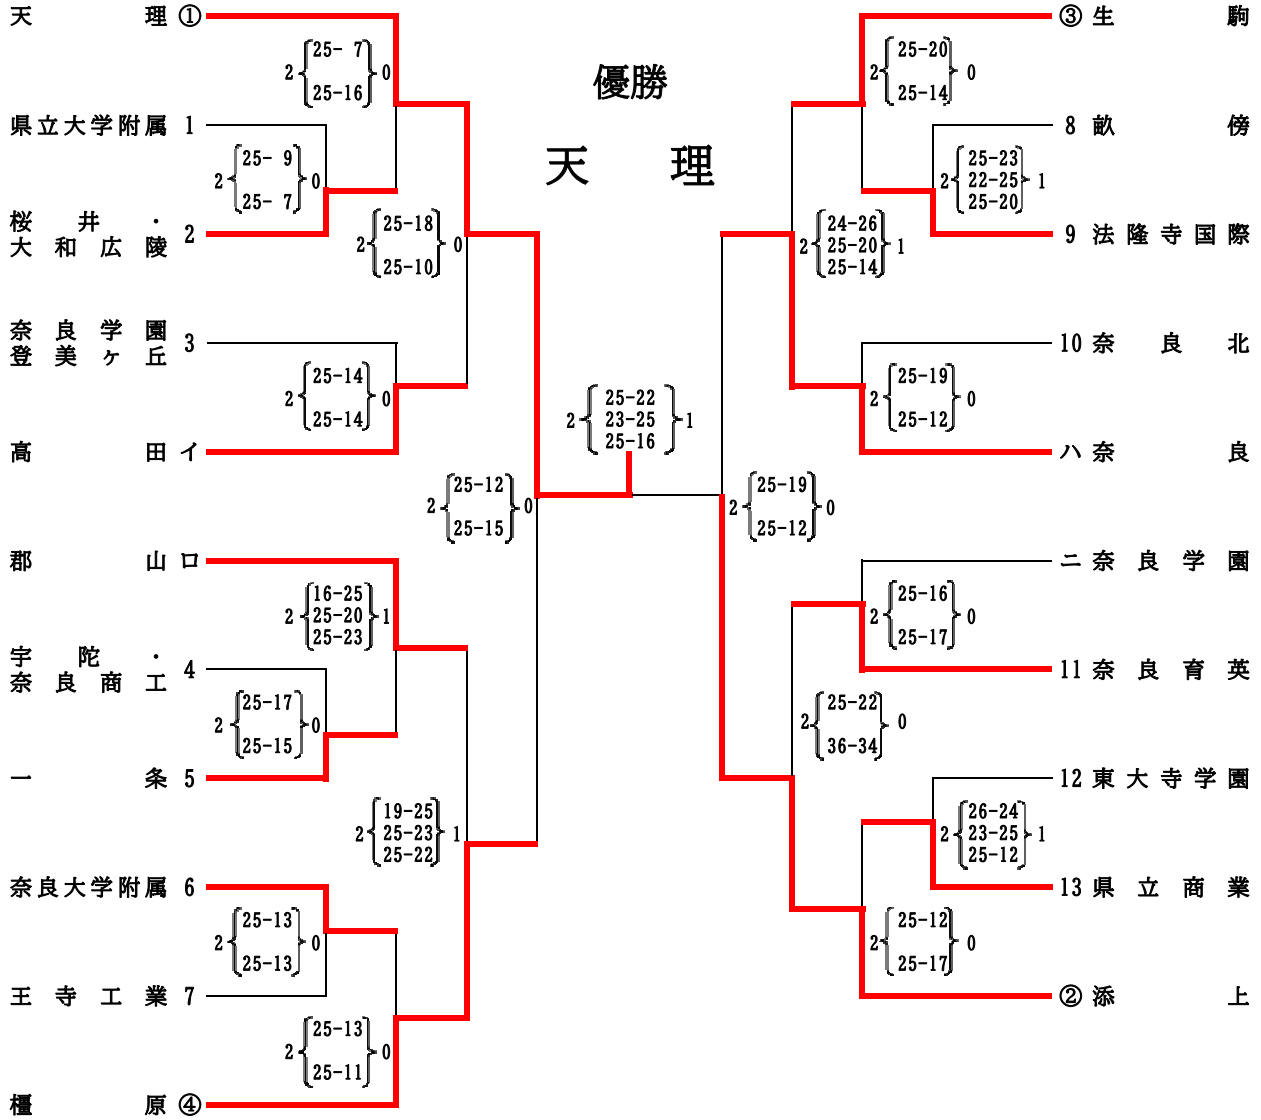 優勝
天 理
天 理 ①
県立大学附属 1
桜 井 ・
大和広陵 2
奈良学園
登美ヶ丘 3
高 田 イ
郡 山 ロ
宇 陀 ・
奈良商工 4
一 条 5
奈良大学附属 6
王寺工業 7
橿 原 ④
2 25- 7 0
25-16
2 25- 9 0
25- 7
2 25-18 0
25-10
2 25-14 0
25-14
2 25-12 0
25-15
2 16-25 1
25-20
25-23
2 25-17 0
25-15
2 19-25 1
25-23
25-22
2 25-13 0
25-13
2 25-13 0
25-11
2 25-22 1
23-25
25-16
③ 生 駒
8 畝 傍
9 法隆寺国際
10 奈 良 北
ハ 奈 良
ニ 奈良学園
11 奈良育英
12 東大寺学園
13 県立商業
② 添 上
2 25-20 0
25-14
2 25-23 1
22-25
25-20
2 24-26 1
25-20
25-14
2 25-19 0
25-12
2 25-19 0
25-12
2 25-16 0
25-17
2 25-22 0
36-34
2 26-24 1
23-25
25-12
2 25-12 0
25-17